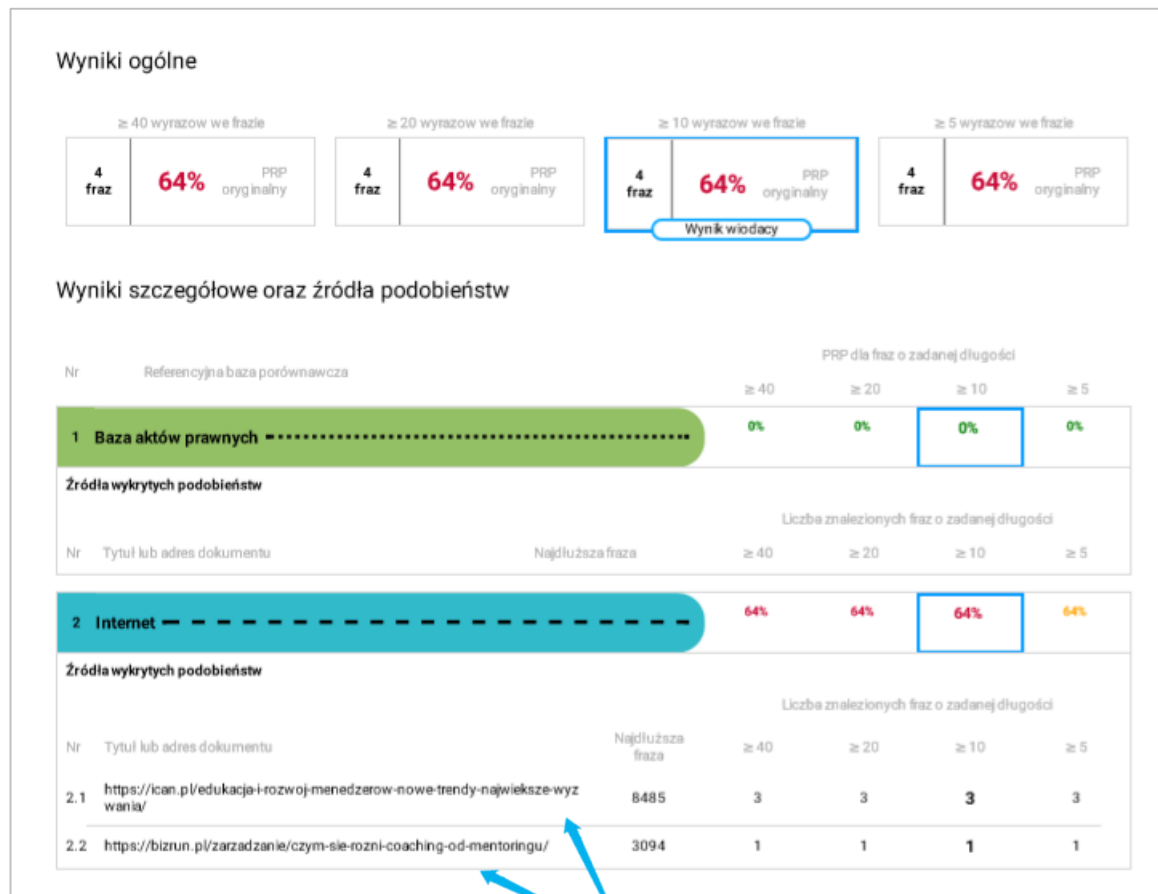 Wyniki ogólne
≥ 40 wyrazow we frazie ≥ 20 wyrazow we frazie ≥ 10 wyrazow we frazie ≥ 5 wyrazow we frazie
4 fraz 64% PRP oryginalny 4 fraz 64% PRP oryginalny 4 fraz 64% PRP oryginalny 4 fraz 64% PRP oryginalny
Wynik wiodacy
Wyniki szczegółowe oraz źródła podobieństw
PRP dla fraz o zadanej długości
Nr Referencyjna baza porównawcza
≥ 40 ≥ 20 ≥ 10 ≥ 5
1 Baza aktów prawnych 0% 0% 0% 0%
Źródła wykrytych podobieństw
Liczba znalezionych fraz o zadanej długości
Nr Tytuł lub adres dokumentu Najdłuższa fraza ≥ 40 ≥ 20 ≥ 10 ≥ 5
2 Internet 64% 64% 64% 64%
Źródła wykrytych podobieństw
Liczba znalezionych fraz o zadanej długości
Nr Tytuł lub adres dokumentu Najdłuższa fraza ≥ 40 ≥ 20 ≥ 10 ≥ 5
2.1 https://ican.pl/edukacja-i-rozwoj-menedzerow-nowe-trendy-najwieksze-wyz
wania/ 8485 3 3 3 3
2.2 https://bizrun.pl/zarzadzanie/czym-sie-rozni-coaching-od-mentoringu/ 3094 1 1 1 1